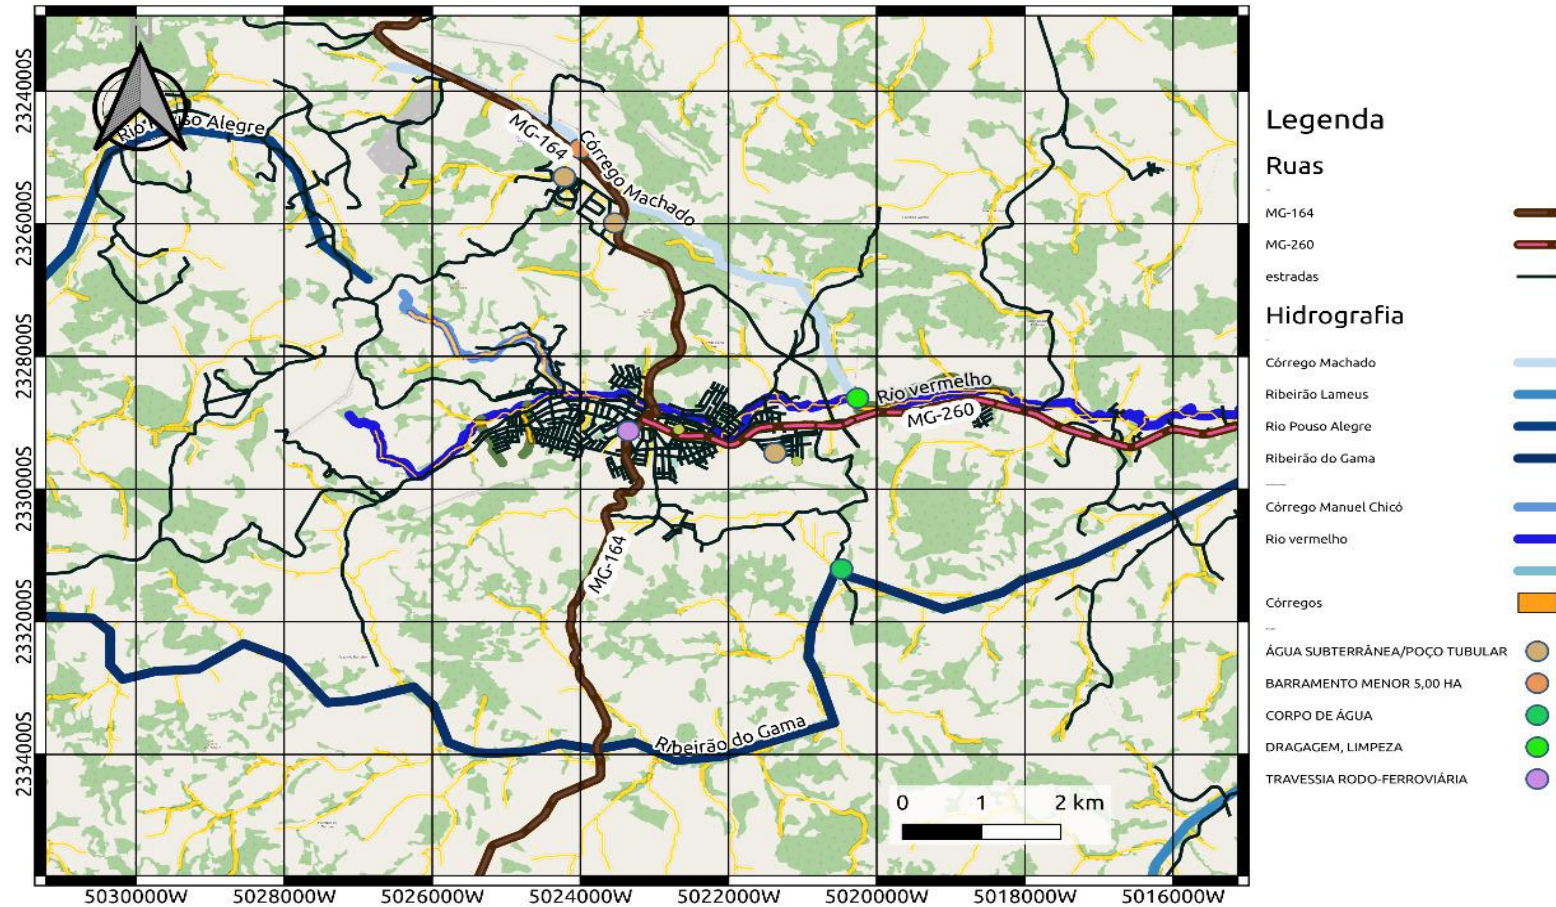 N
Rio Pouso Alegre
MG-164
Córrego Machado
Rio vermelho
MG-260
MG-164
Ribeirão do Gama
0 1 2 km
2324000S
2326000S
2328000S
2330000S
2332000S
2334000S
5030000W 5028000W 5026000W 5024000W 5022000W 5020000W 5018000W 5016000W
Legenda
Ruas
MG-164
MG-260
estradas
Hidrografia
Córrego Machado
Ribeirão Lameus
Rio Pouso Alegre
Ribeirão do Gama
Córrego Manuel Chicó
Rio vermelho
Córregos
ÁGUA SUBTERRÂNEA/POÇO TUBULAR
BARRAMENTO MENOR 5,00 HA
CORPO DE ÁGUA
DRAGAGEM, LIMPEZA
TRAVESSIA RODO-FERROVIÁRIA